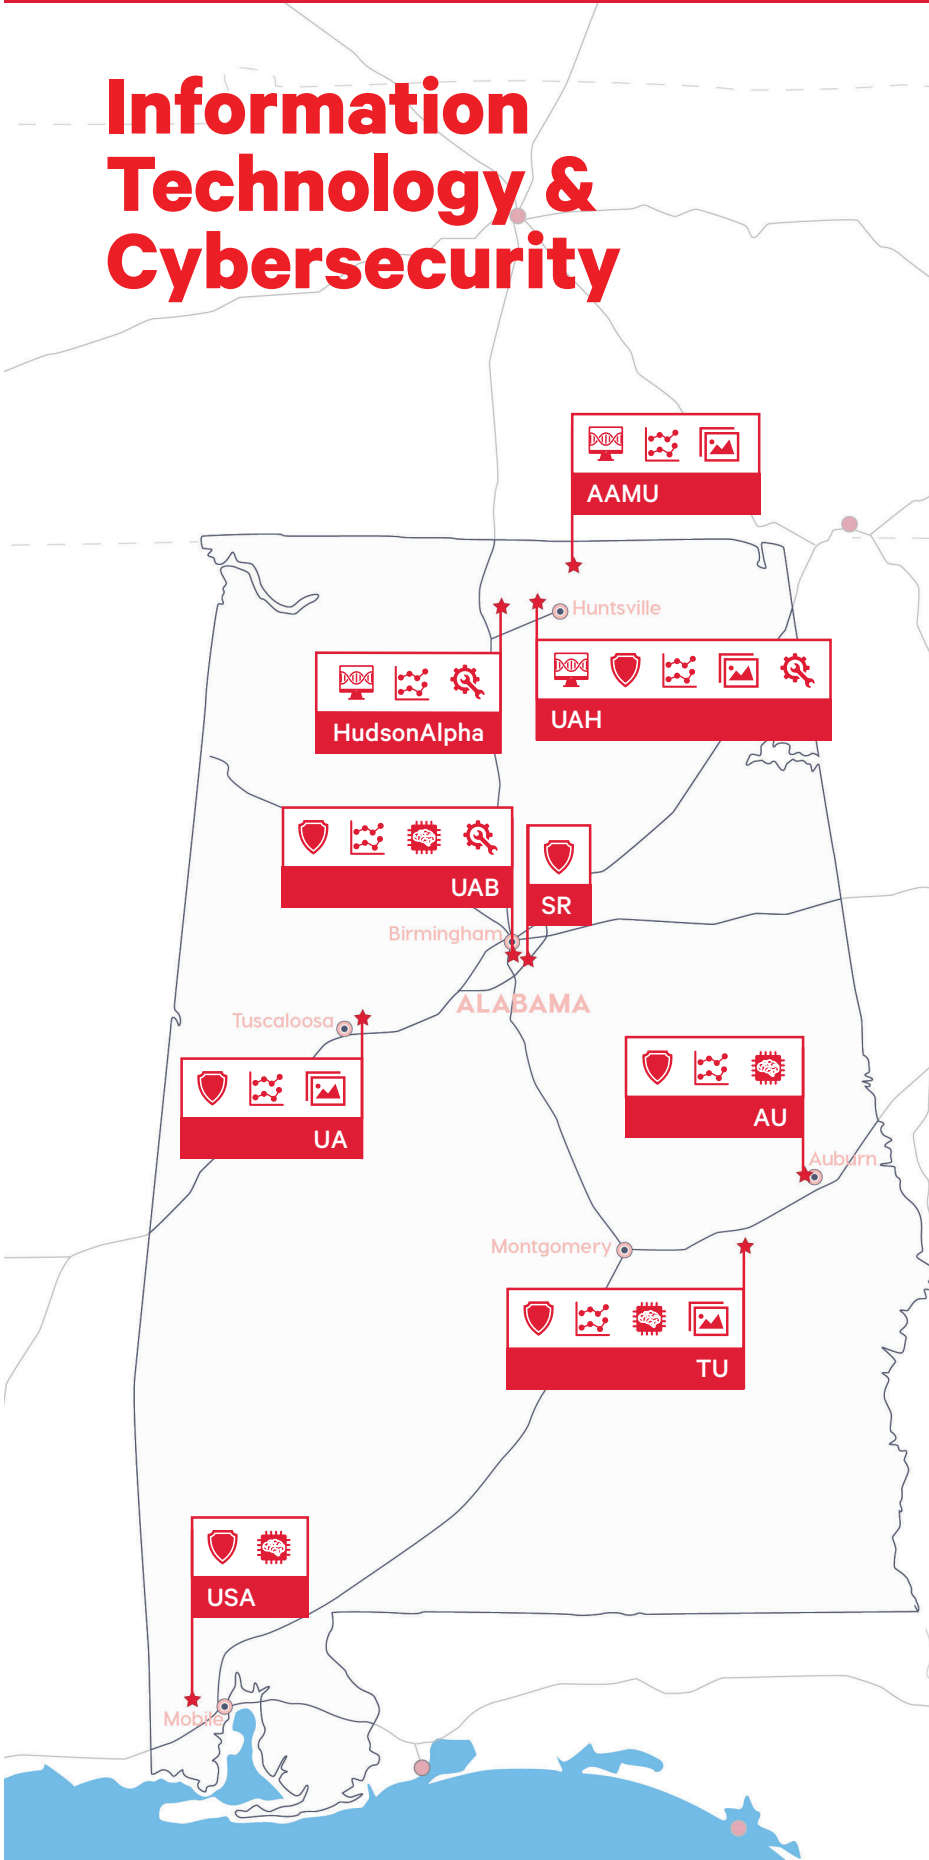 Information
Technology &
Cybersecurity
AAMU
Huntsville
HudsonAlpha
UAH
UAB
SR
Birmingham
ALABAMA
Tuscaloosa
UA
AU
Auburn
Montgomery
TU
USA
Mobile